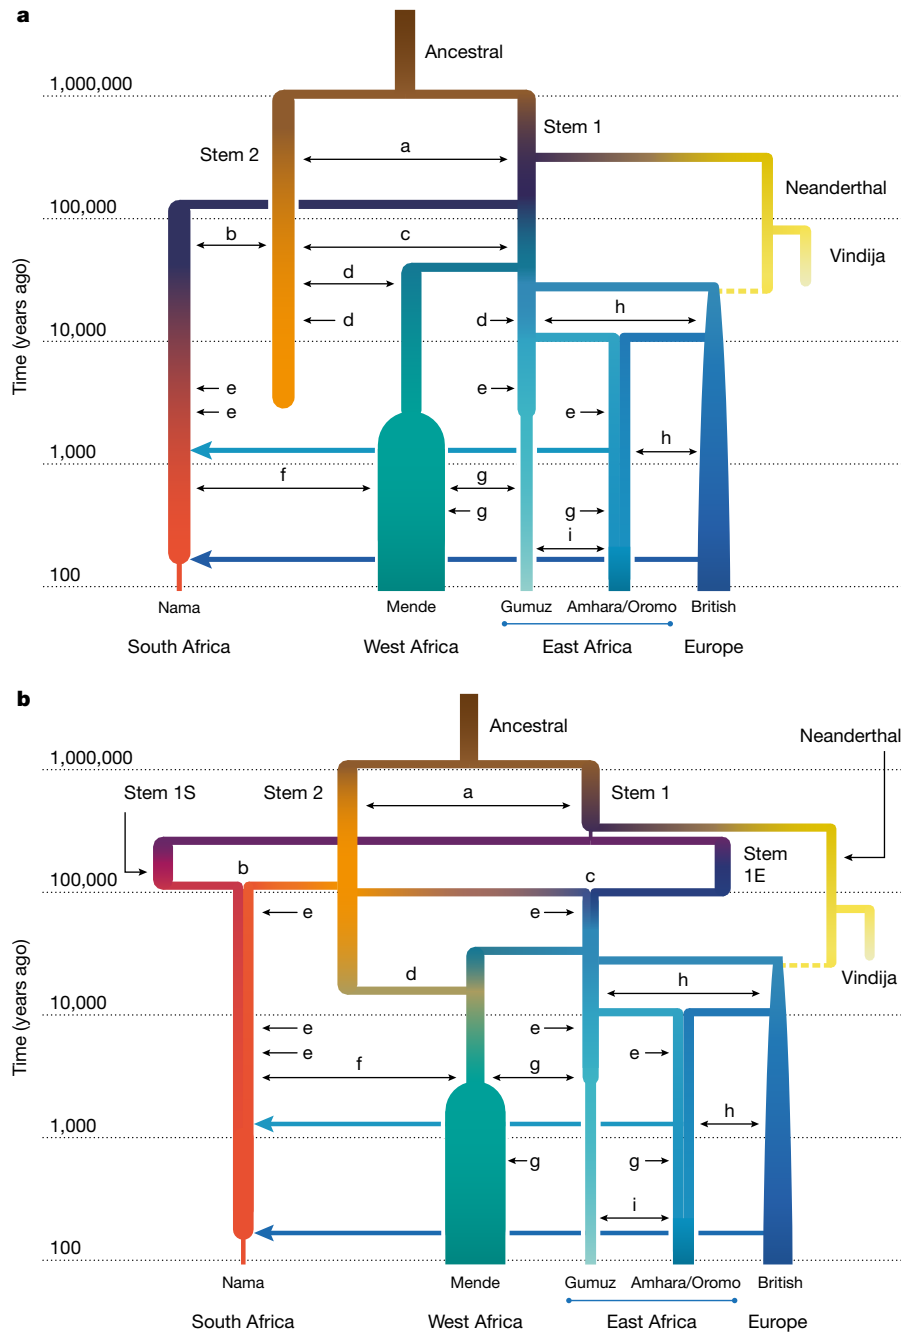 a
Ancestral
1,000,000
Stem 1
Stem 2
a
Neanderthal
100,000
b
c
Vindija
d
h
d
d
10,000
Time (years ago)
e
e
e
e
h
1,000
f
g
g
g
i
100
Nama
Mende
Gumuz
Amhara/Oromo
British
South Africa
West Africa
East Africa
Europe
b
Ancestral
Neanderthal
1,000,000
Stem 1S
Stem 2
a
Stem 1
Stem
1E
b
c
100,000
e
e
d
Vindija
h
10,000
Time (years ago)
e
e
e
e
f
g
h
1,000
g
g
i
100
Nama
Mende
Gumuz
Amhara/Oromo
British
South Africa
West Africa
East Africa
Europe